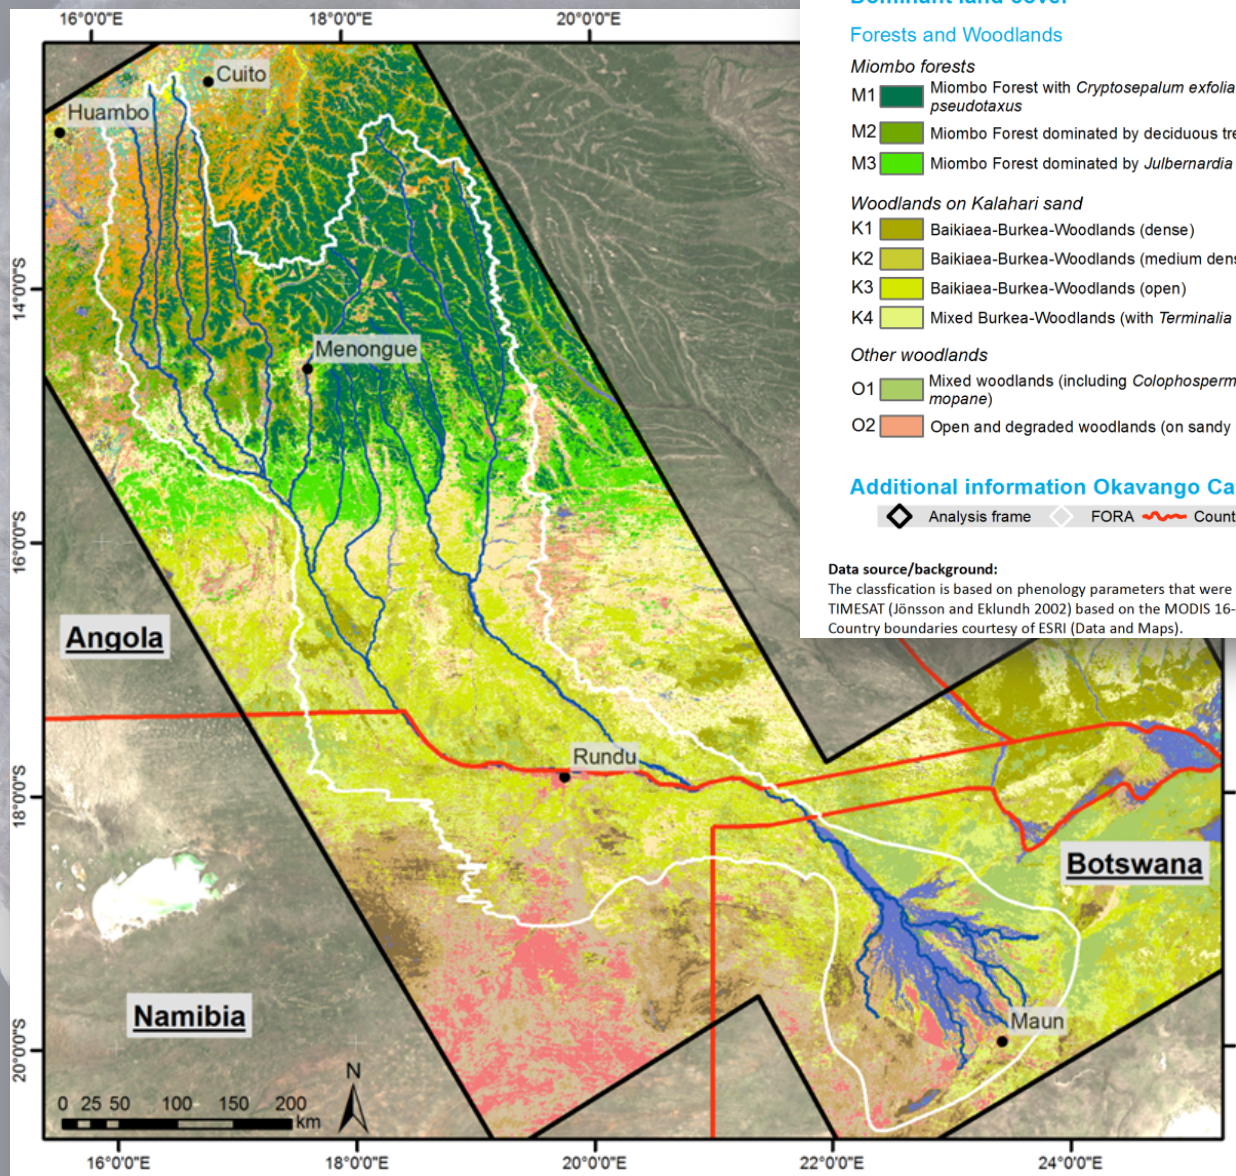 16°0'0"E
18°0'0"E
20°0'0"E
Cuito
Huambo
14°0'0"S
Menongue
16°0'0"S
Angola
Rundu
18°0'0"S
Botswana
Namibia
Maun
20°0'0"S
N
0 25 50 100 150 200
km
16°0'0"E
18°0'0"E
20°0'0"E
22°0'0"E
24°0'0"E
Dominant land cover
Forests and Woodlands
Miombo forests
M1 Miombo Forest with Cryptosepalum exfolia
pseudotaxus
M2 Miombo Forest dominated by deciduous tre
M3 Miombo Forest dominated by Julbernardia
Woodlands on Kalahari sand
K1 Baikiaea-Burkea-Woodlands (dense)
K2 Baikiaea-Burkea-Woodlands (medium dens
K3 Baikiaea-Burkea-Woodlands (open)
K4 Mixed Burkea-Woodlands (with Terminalia
Other woodlands
O1 Mixed woodlands (including Colophosperm
mopane)
O2 Open and degraded woodlands (on sandy
Additional information Okavango Ca
Analysis frame FORA Count
Data source/background:
The classfication is based on phenology parameters that were
TIMESAT (Jönsson and Eklundh 2002) based on the MODIS 16-
Country boundaries courtesy of ESRI (Data and Maps).